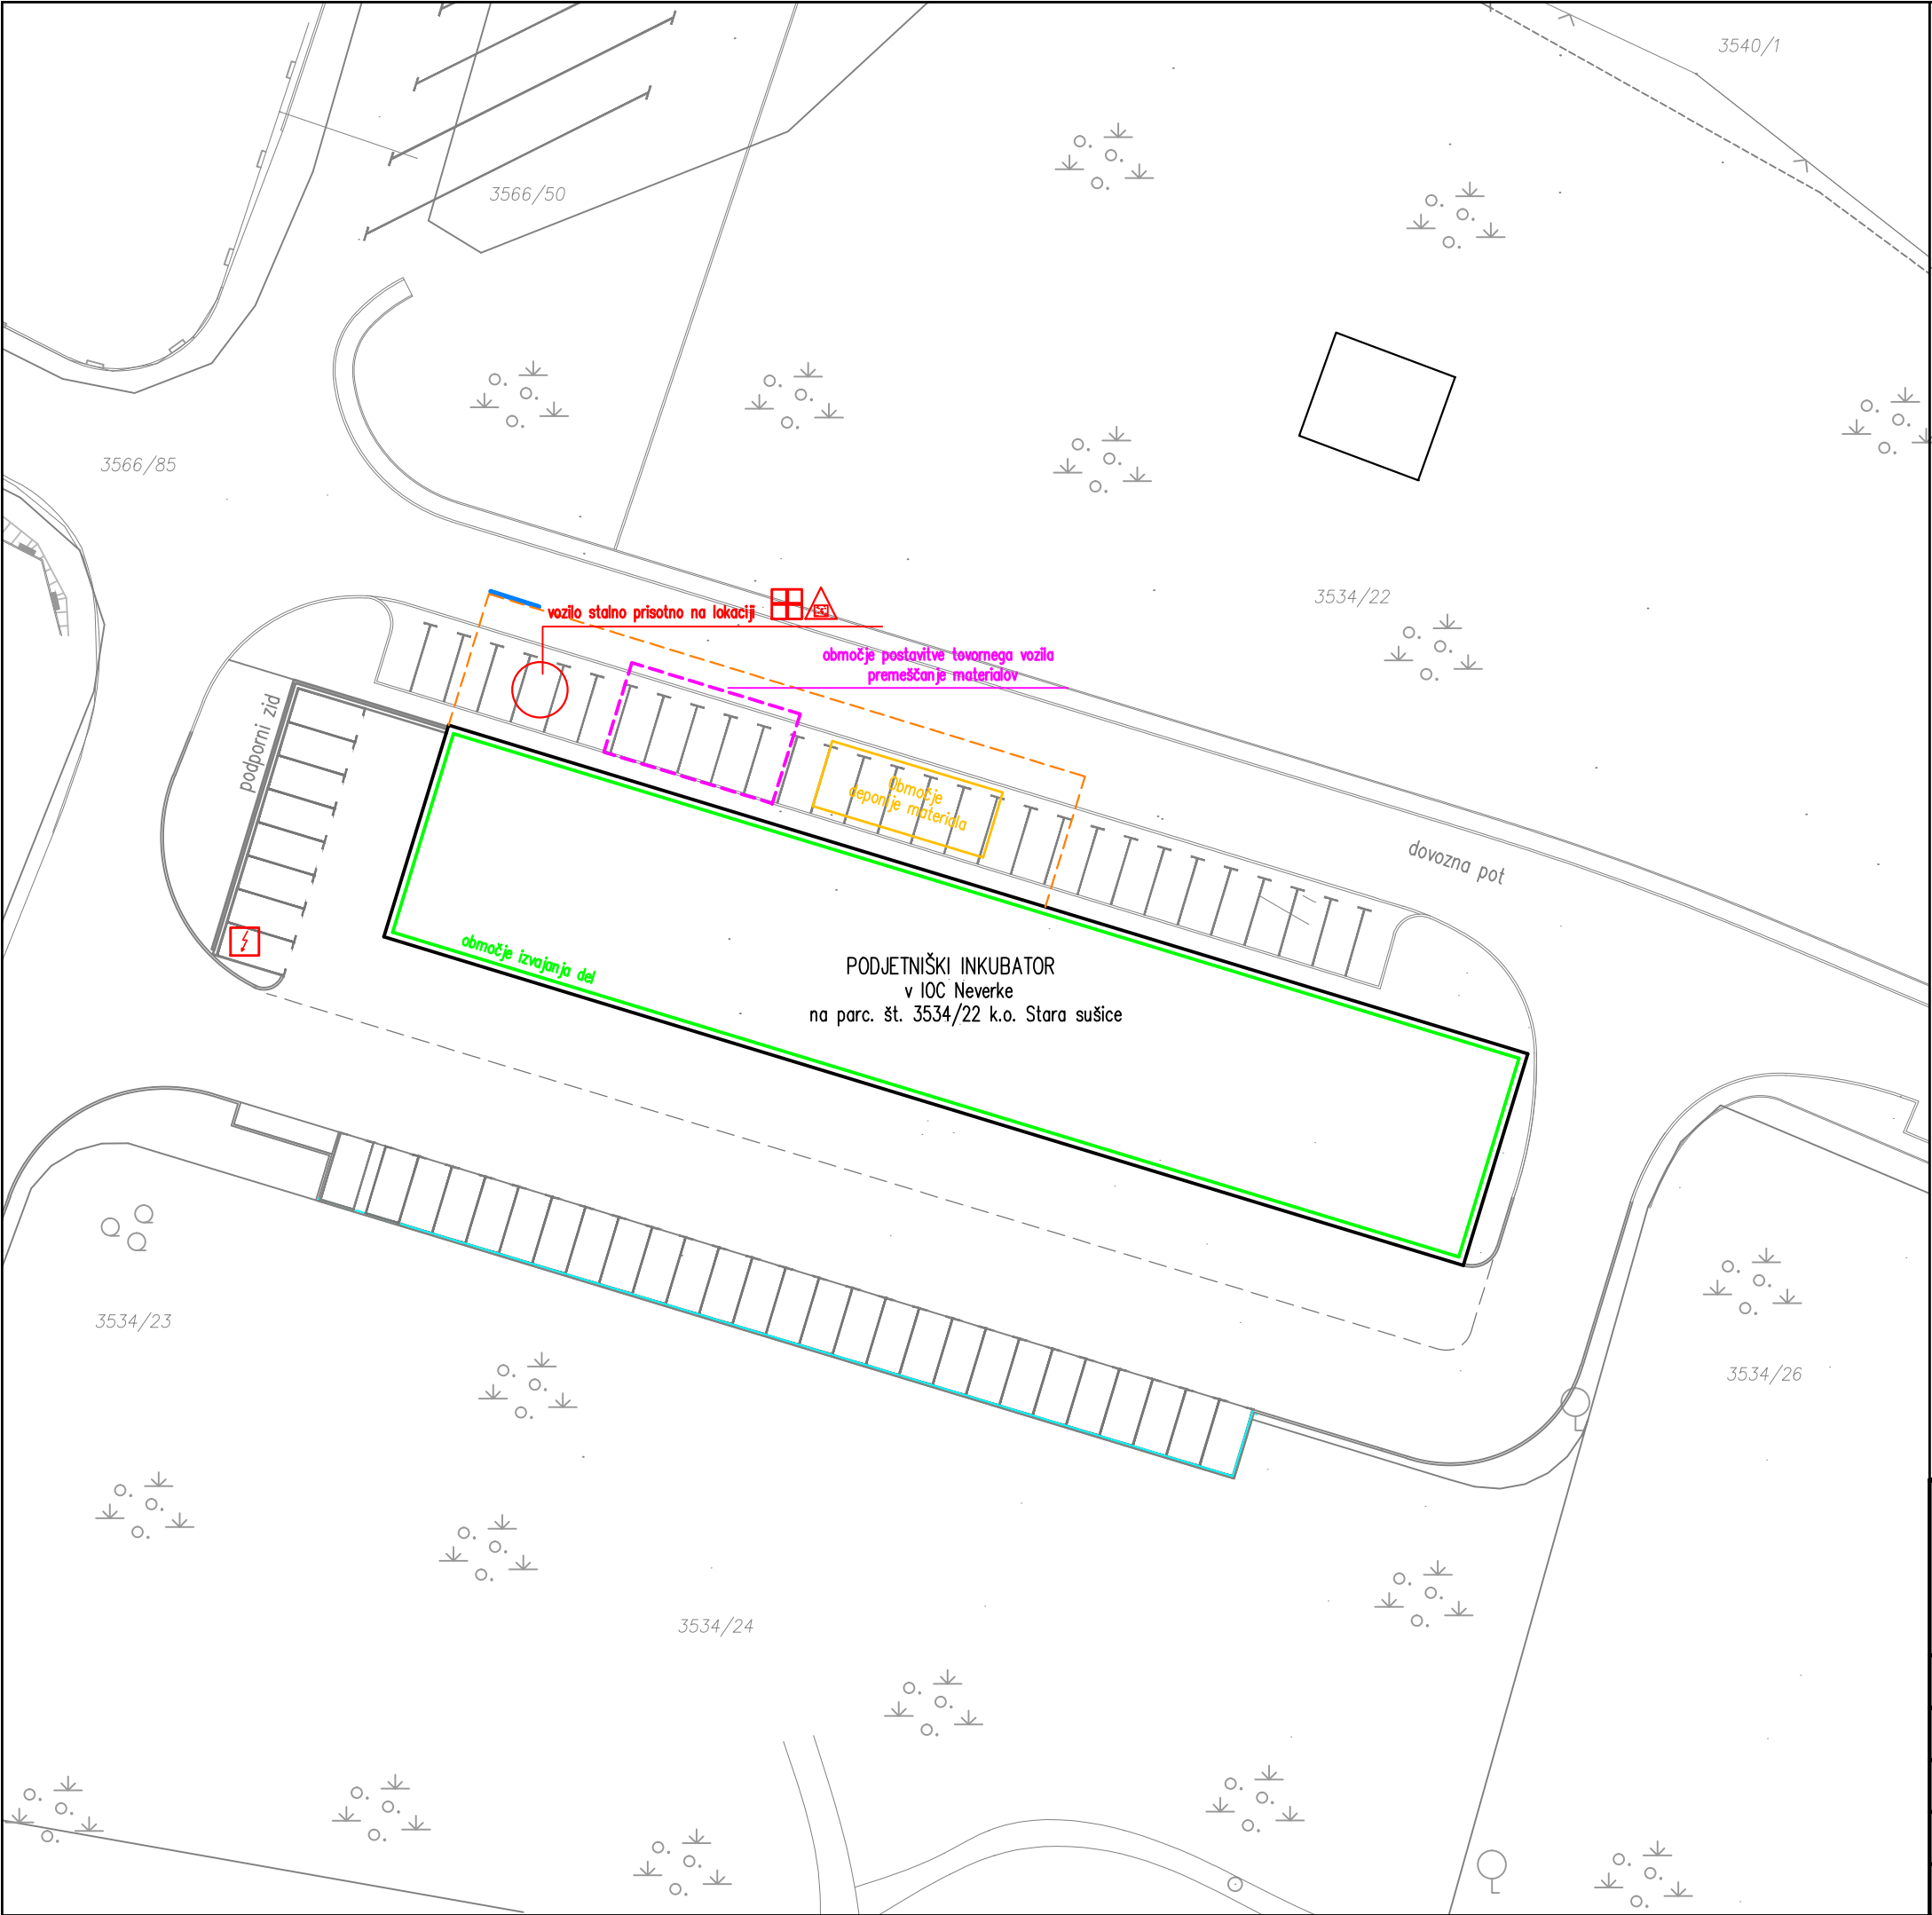 3540/1
3566/50
3566/85
3534/22
vozilo stalno prisotno na lokaciji
območje postavitve tovornega vozila
premeščanje materialov
podporni zid
Območje
deponije materiala
dovozna pot
območje izvajanja del
PODJETNIŠKI INKUBATOR
v IOC Neverke
na parc. št. 3534/22 k.o. Stara sušice
3534/23
3534/26
3534/24